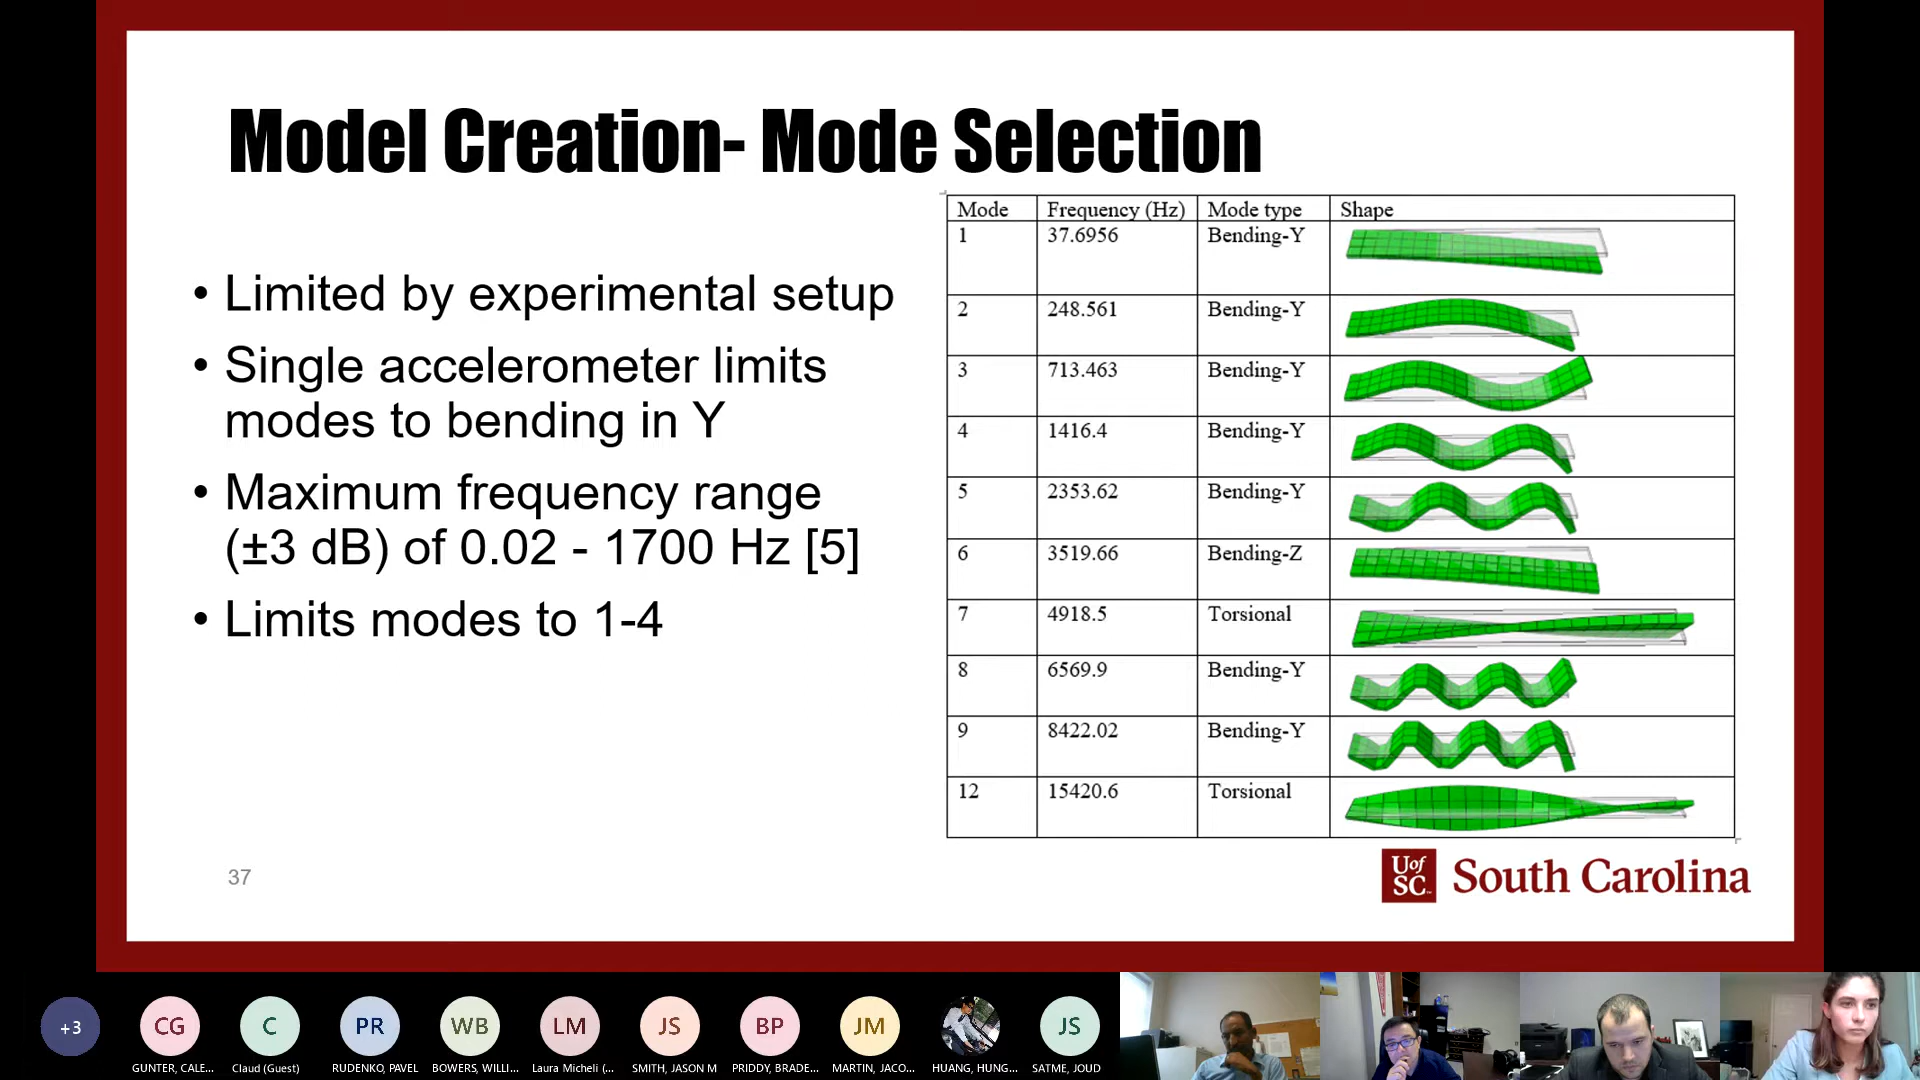 Model Creation- Mode Selection
• Limited by experimental setup
• Single accelerometer limits
modes to bending in Y
• Maximum frequency range
(±3 dB) of 0.02 - 1700 Hz [5]
• Limits modes to 1-4
Mode Frequency (Hz) Mode type Shape
1 37.6956 Bending-Y
2 248.561 Bending-Y
3 713.463 Bending-Y
4 1416.4 Bending-Y
5 2353.62 Bending-Y
6 3519.66 Bending-Z
7 4918.5 Torsional
8 6569.9 Bending-Y
9 8422.02 Bending-Y
12 15420.6 Torsional
37
UofSC South Carolina
+3 CG C PR WB LM JS BP JM JS
GUNTER, CALE... Claud (Guest) RUDENKO, PAVEL BOWERS, WILLI... Laura Micheli (... SMITH, JASON M PRIDDY, BRADE... MARTIN, JACO... HUANG, HUNG... SATME, JOUD